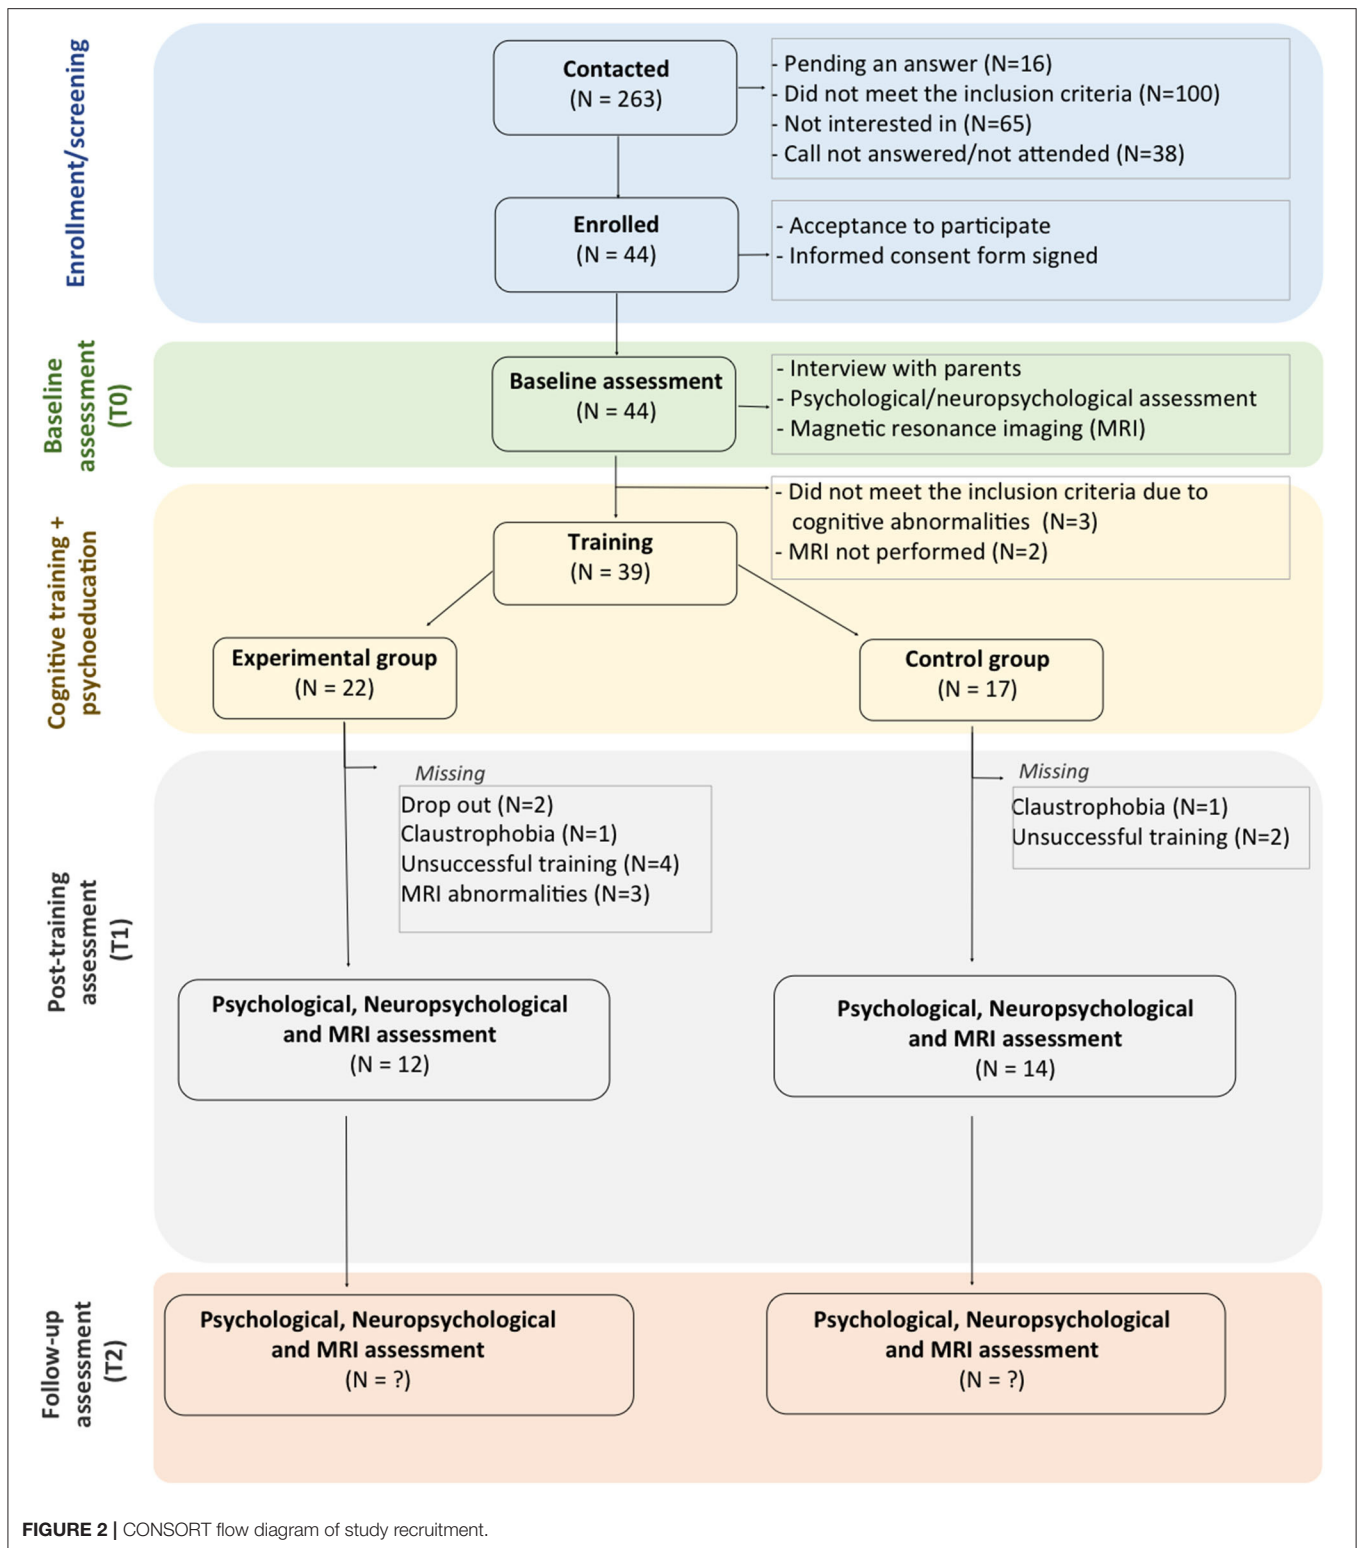 Enrollment/screening
Contacted
(N = 263)
- Pending an answer (N=16)
- Did not meet the inclusion criteria (N=100)
- Not interested in (N=65)
- Call not answered/not attended (N=38)
Enrolled
(N = 44)
- Acceptance to participate
- Informed consent form signed
Baseline
assessment
(T0)
Baseline assessment
(N = 44)
- Interview with parents
- Psychological/neuropsychological assessment
- Magnetic resonance imaging (MRI)
Cognitive training +
psychoeducation
- Did not meet the inclusion criteria due to
cognitive abnormalities (N=3)
- MRI not performed (N=2)
Training
(N = 39)
Experimental group
(N = 22)
Control group
(N = 17)
Post-training
assessment
(T1)
Missing
Drop out (N=2)
Claustrophobia (N=1)
Unsuccessful training (N=4)
MRI abnormalities (N=3)
Missing
Claustrophobia (N=1)
Unsuccessful training (N=2)
Psychological, Neuropsychological
and MRI assessment
(N = 12)
Psychological, Neuropsychological
and MRI assessment
(N = 14)
Follow-up
assessment
(T2)
Psychological, Neuropsychological
and MRI assessment
(N = ?)
Psychological, Neuropsychological
and MRI assessment
(N = ?)
FIGURE 2 | CONSORT flow diagram of study recruitment.